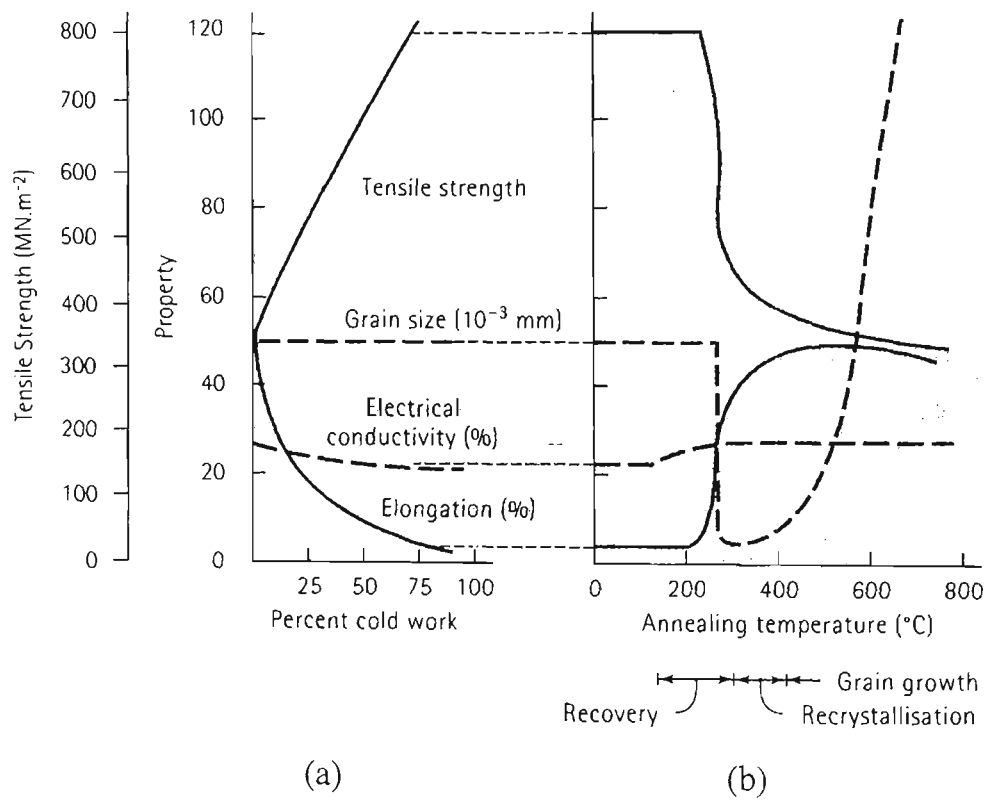 Tensile Strength (MN.m⁻²)
800
700
600
500
400
300
200
100
0
Property
120
100
80
60
40
20
0
Tensile strength
Grain size (10⁻³ mm)
Electrical
conductivity (%)
Elongation (%)
25 50 75 100
Percent cold work
0 200 400 600 800
Annealing temperature (°C)
Grain growth
Recovery
Recrystallisation
(a)
(b)